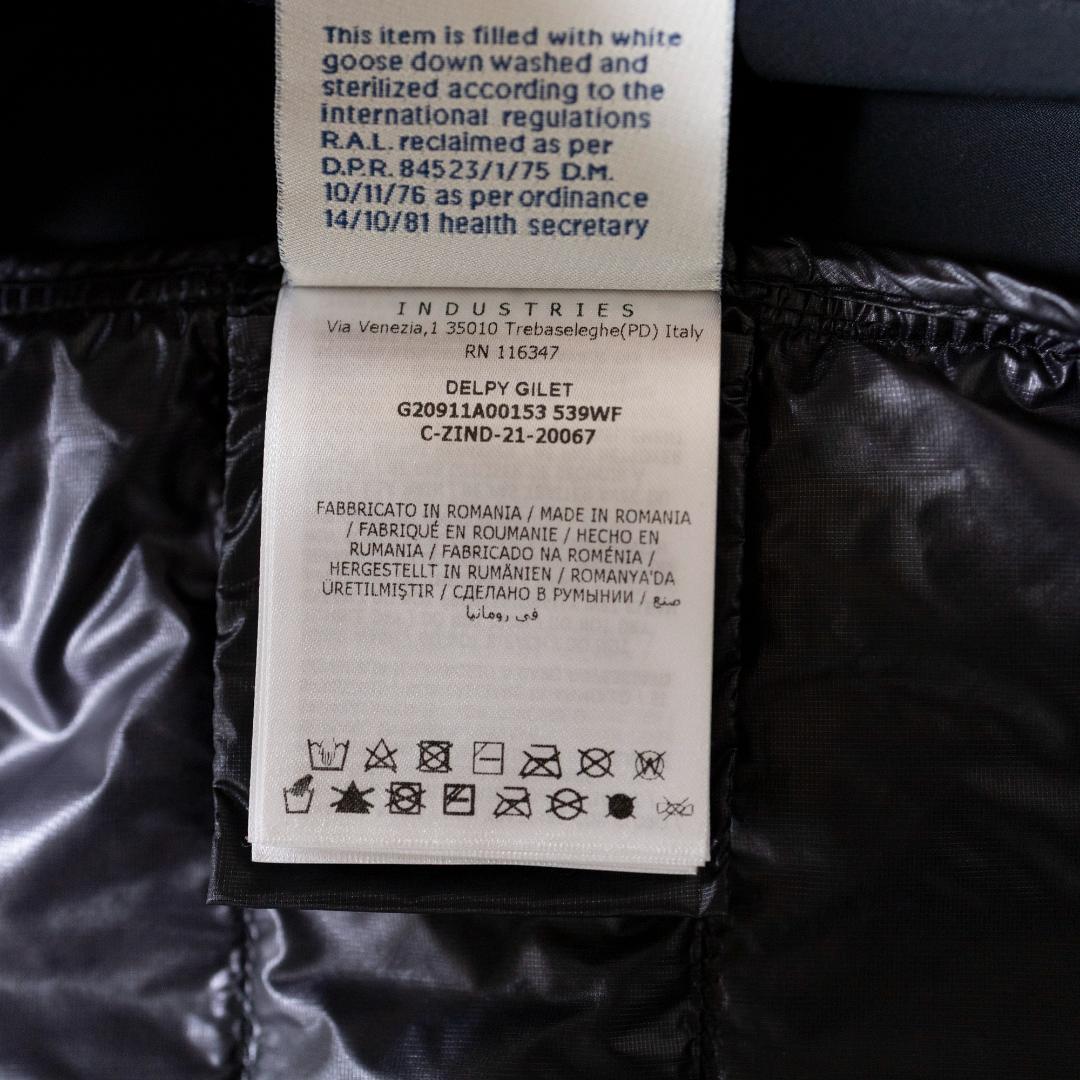 This item is filled with white
goose down washed and
sterilized according to the
international regulations
R.A.L. reclaimed as per
D.P.R. 84523/1/75 D.M.
10/11/76 as per ordinance
14/10/81 health secretary
INDUSTRIES
Via Venezia,1 35010 Trebaseleghe(PD) Italy
RN 116347
DELPY GILET
G20911A00153 539WF
C-ZIND-21-20067
FABBRICATO IN ROMANIA / MADE IN ROMANIA
/ FABRIQUÉ EN ROUMANIE / HECHO EN
RUMANIA / FABRICADO NA ROMÉNIA /
HERGESTELLT IN RUMÄNIEN / ROMANYA'DA
ÜRETILMIŞTIR / СДЕЛАНО В РУМЫНИИ / صنع
في رومانيا
W